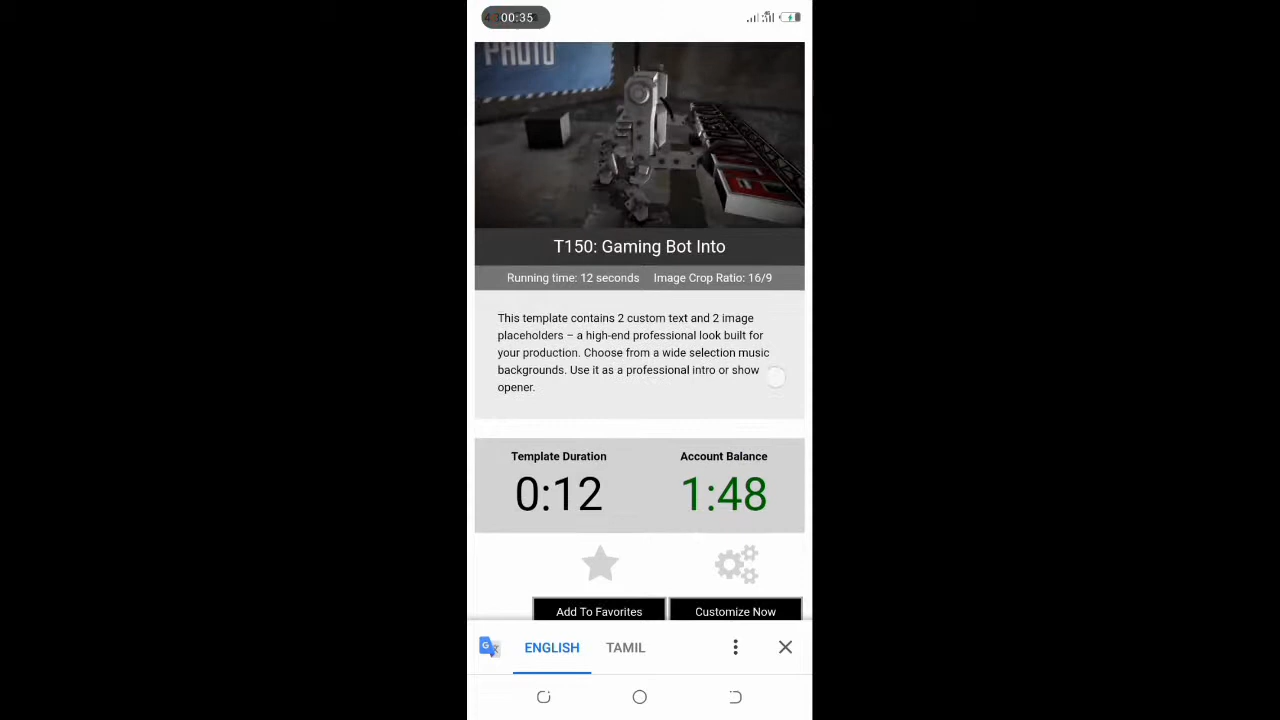 00:35
PHOTO
T150: Gaming Bot Into
Running time: 12 seconds Image Crop Ratio: 16/9
This template contains 2 custom text and 2 image
placeholders – a high-end professional look built for
your production. Choose from a wide selection music
backgrounds. Use it as a professional intro or show
opener.
Template Duration Account Balance
0:12 1:48
Add To Favorites Customize Now
ENGLISH TAMIL